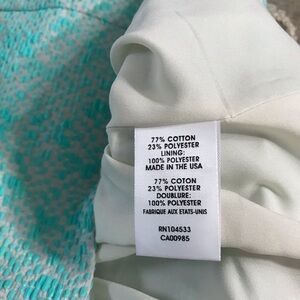 77% COTTON
23% POLYESTER
LINING:
100% POLYESTER
MADE IN THE USA
77% COTON
23% POLYESTER
DOUBLURE:
100% POLYESTER
FABRIQUE AUX ETATS-UNIS
RN104533
CA00985